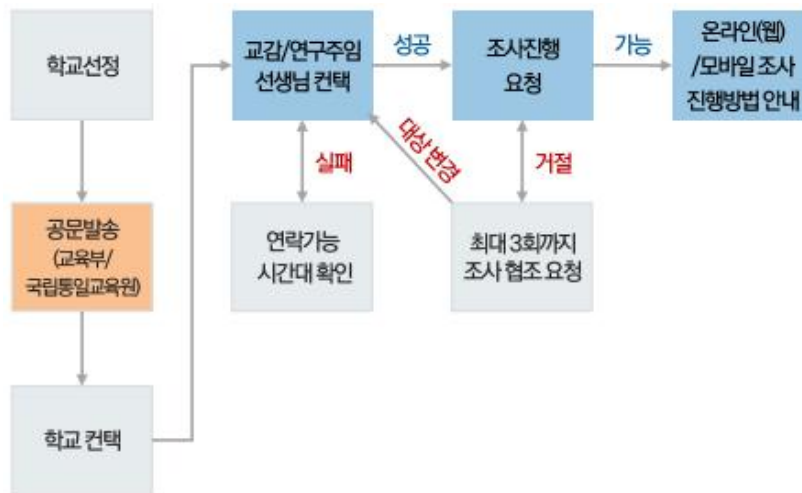 학교선정
공문발송
(교육부/
국립통일교육원)
학교 컨택
교감/연구주임
선생님 컨택
성공
조사진행
요청
가능
온라인(웹)
/모바일 조사
진행방법 안내
실패
대상 변경
거절
연락가능
시간대 확인
최대 3회까지
조사 협조 요청